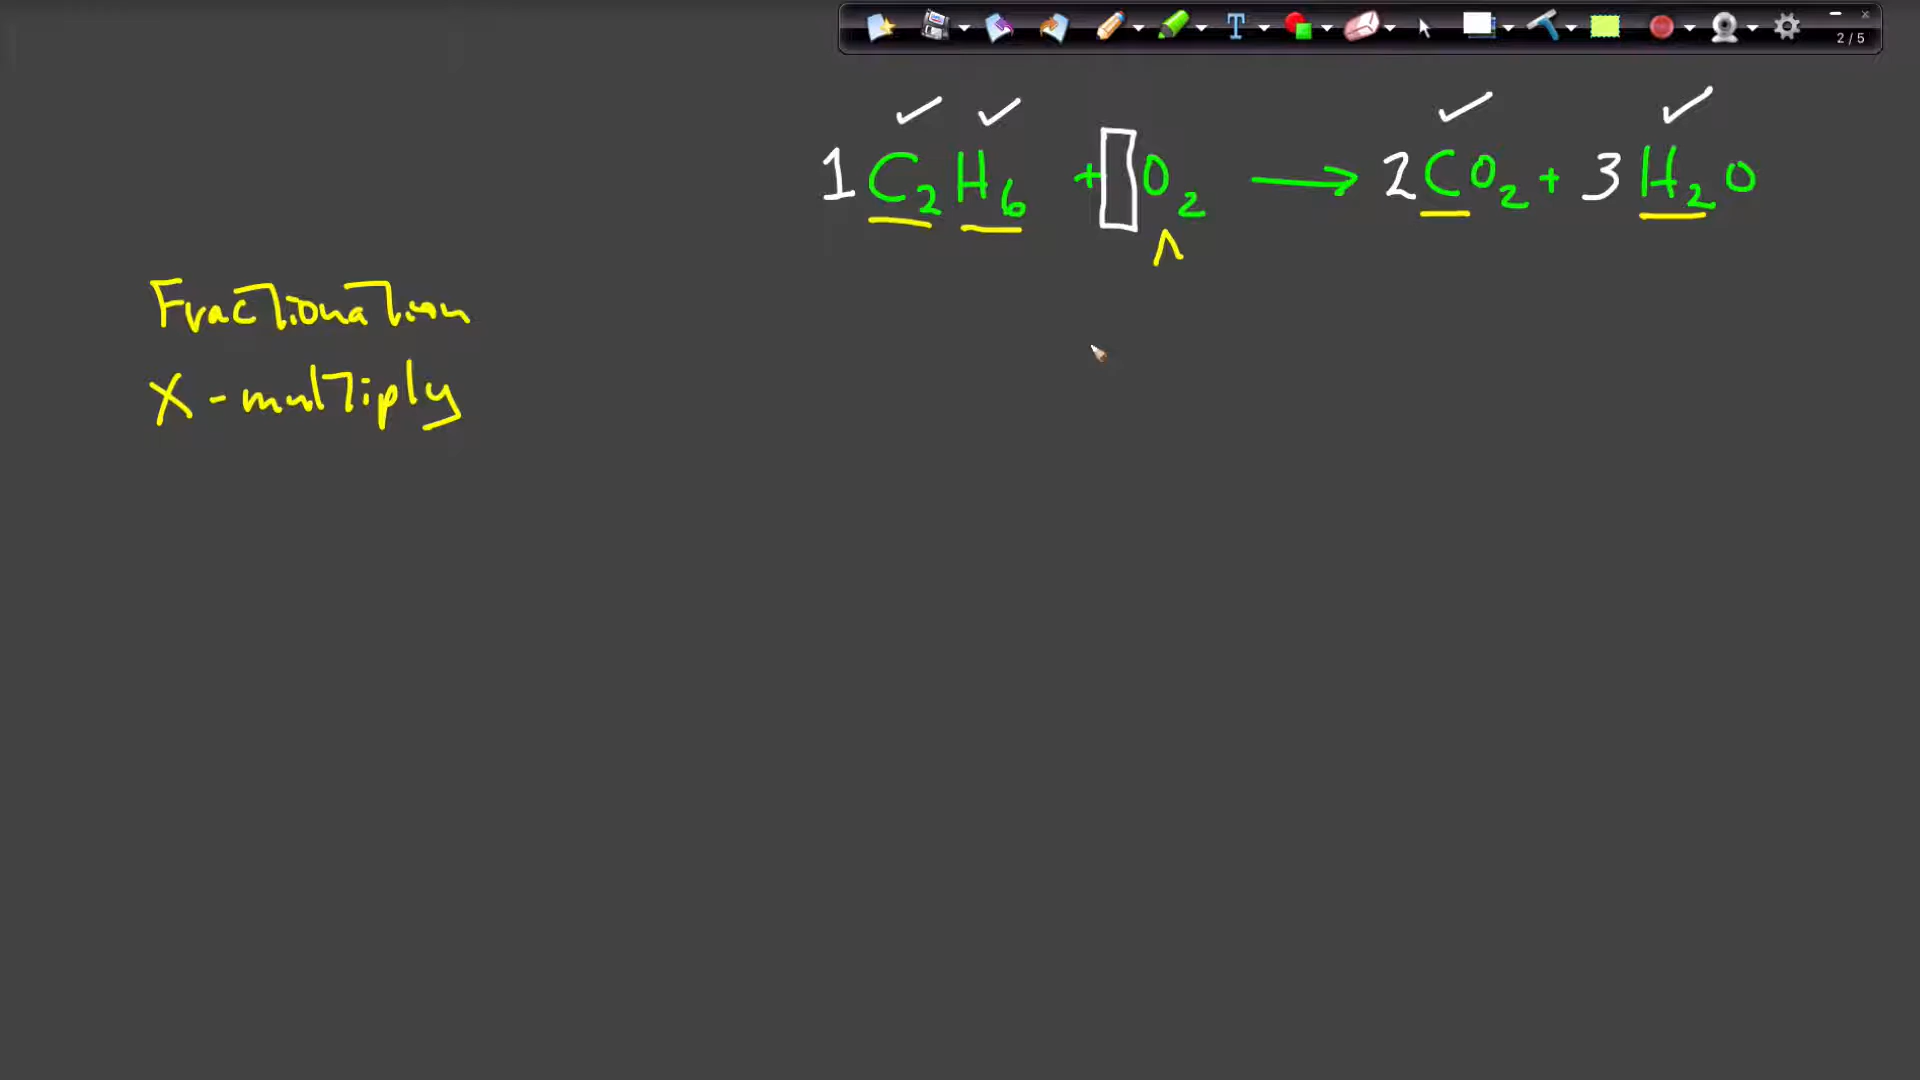 2 / 5
1 C₂H₆ + O₂ → 2 CO₂ + 3 H₂O
Fractionation
X-multiply